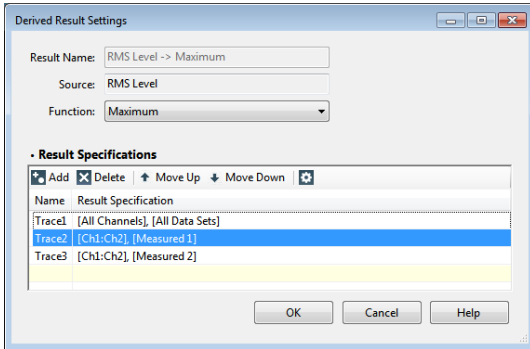 Derived Result Settings
Result Name: RMS Level -> Maximum
Source: RMS Level
Function: Maximum
• Result Specifications
Add Delete Move Up Move Down
Name Result Specification
Trace1 [All Channels], [All Data Sets]
Trace2 [Ch1:Ch2], [Measured 1]
Trace3 [Ch1:Ch2], [Measured 2]
OK Cancel Help